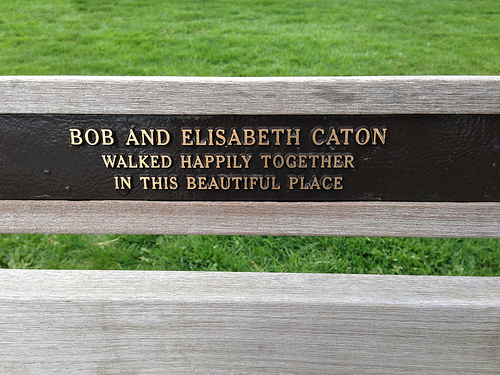 BOB AND ELISABETH CATON
WALKED HAPPILY TOGETHER
IN THIS BEAUTIFUL PLACE